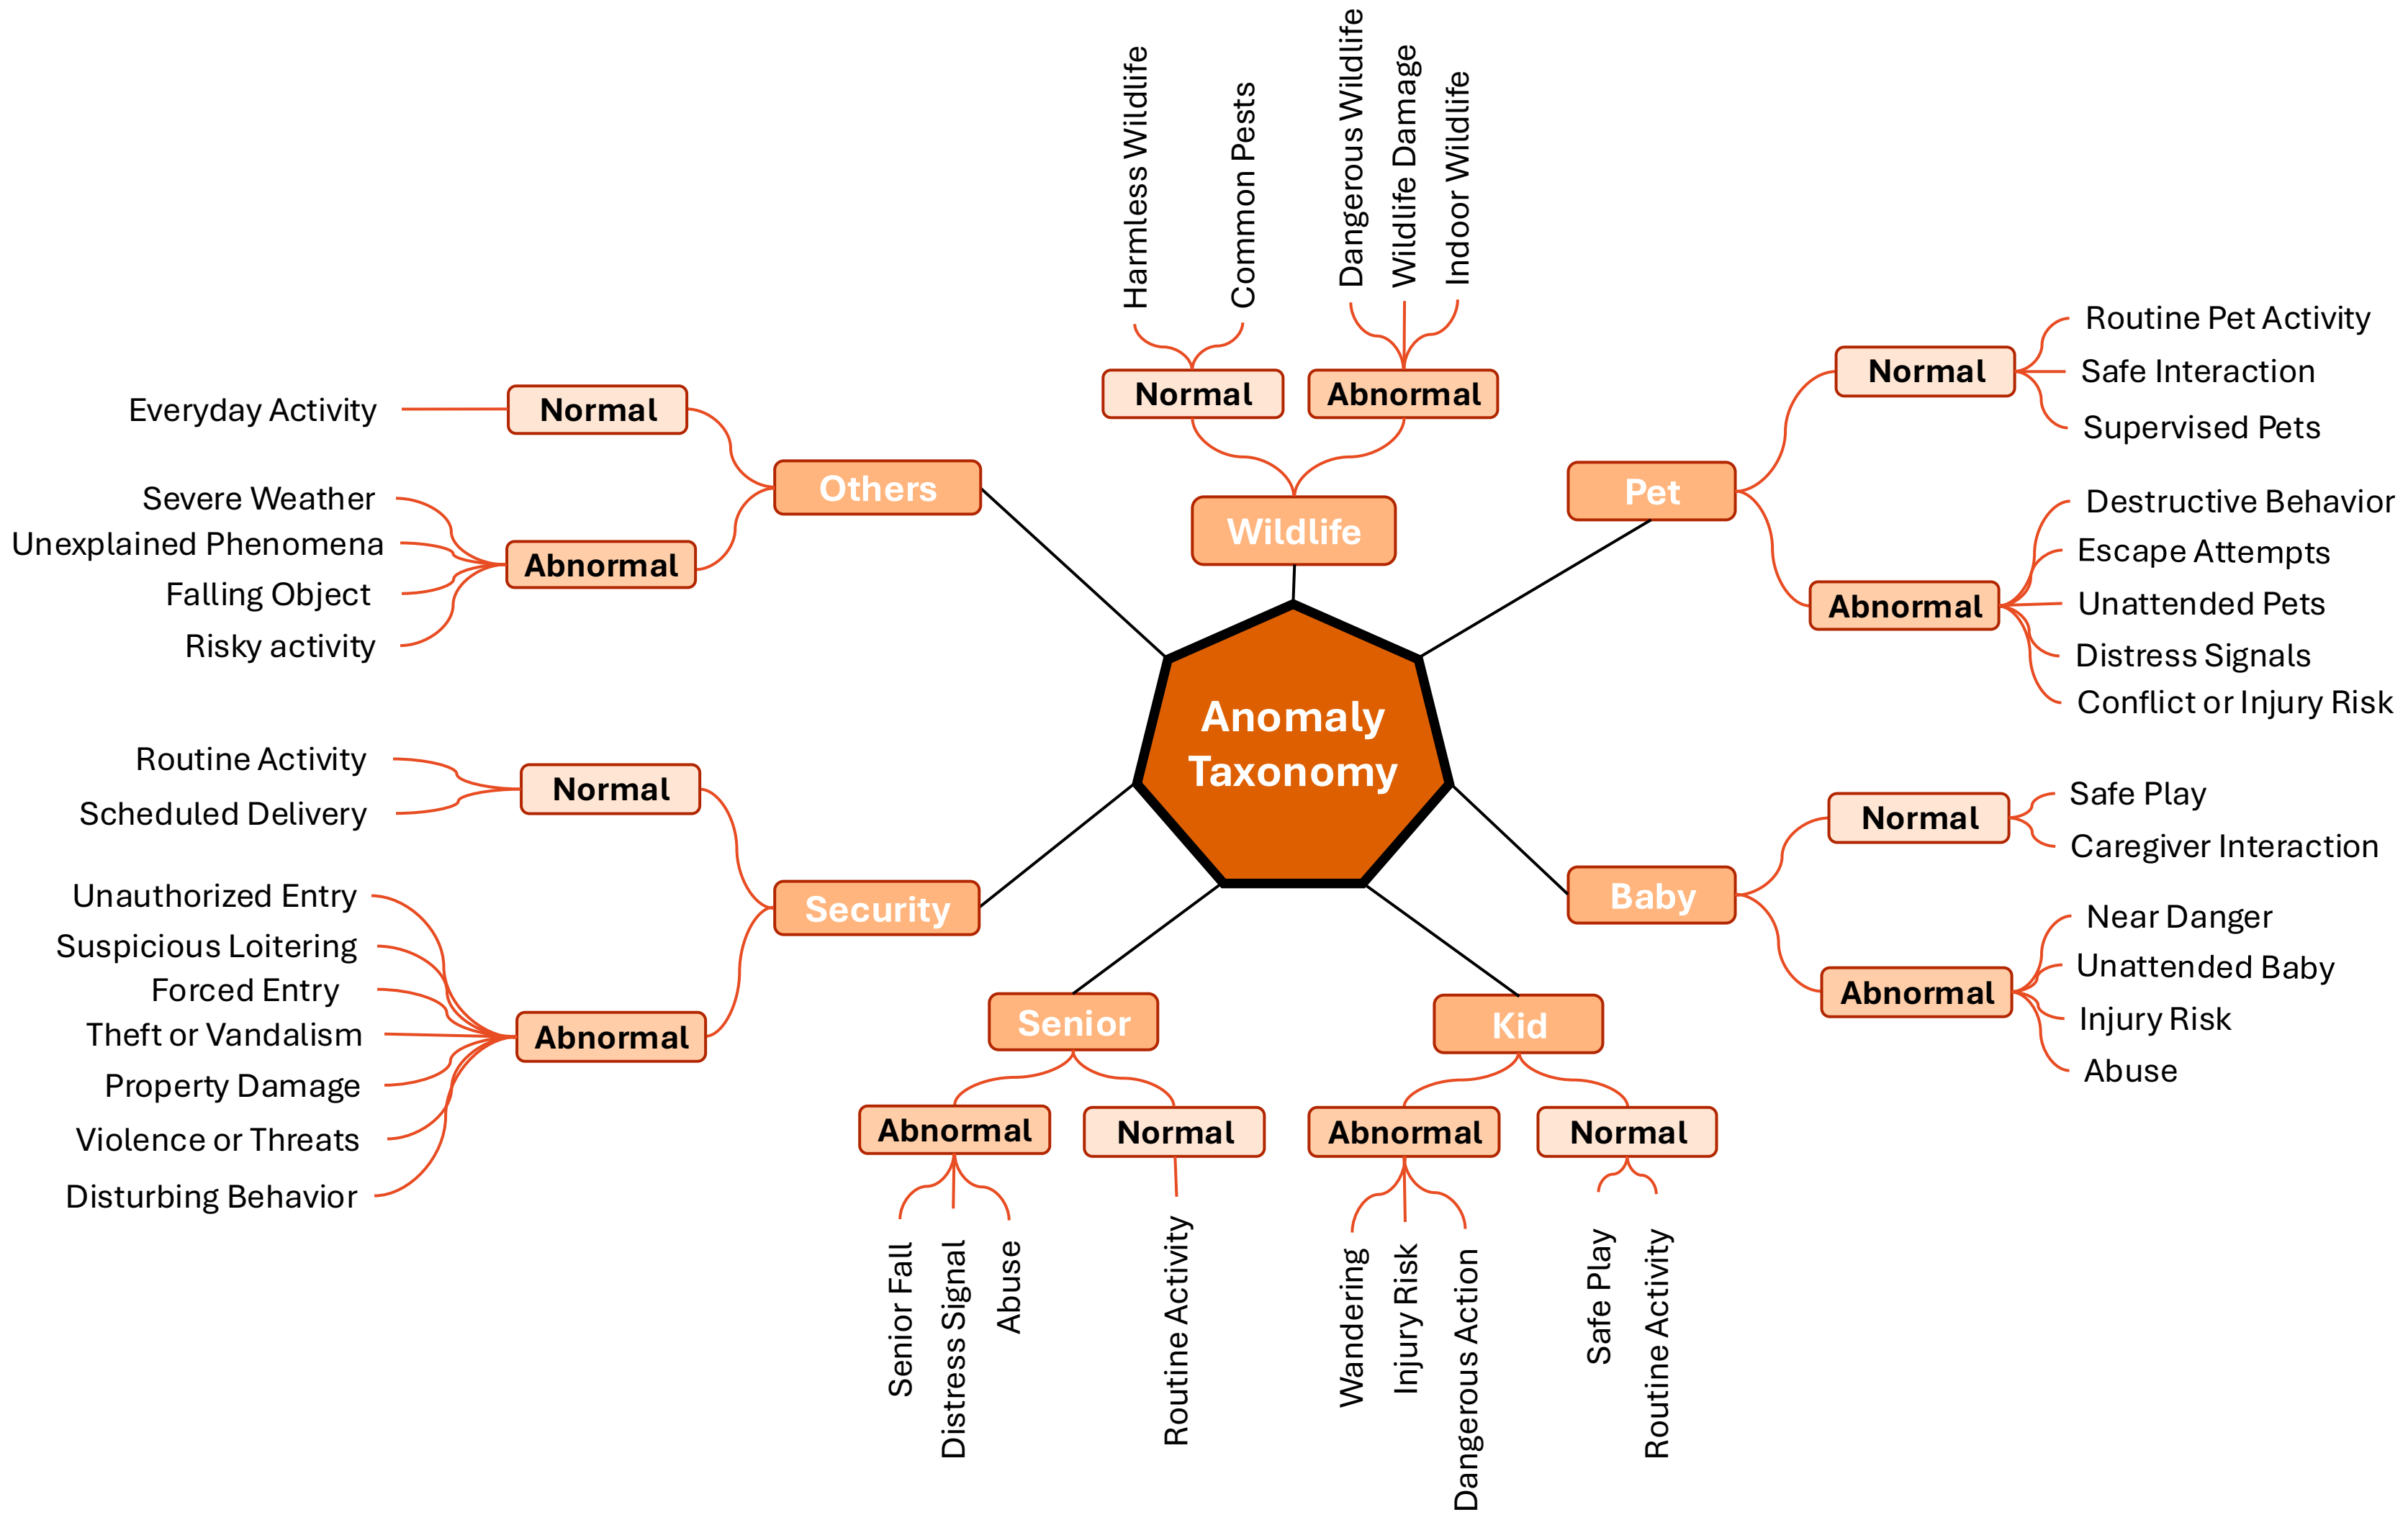 Anomaly
Taxonomy
Wildlife
Normal
Harmless Wildlife
Common Pests
Abnormal
Dangerous Wildlife
Wildlife Damage
Indoor Wildlife
Pet
Normal
Routine Pet Activity
Safe Interaction
Supervised Pets
Abnormal
Destructive Behavior
Escape Attempts
Unattended Pets
Distress Signals
Conflict or Injury Risk
Baby
Normal
Safe Play
Caregiver Interaction
Abnormal
Near Danger
Unattended Baby
Injury Risk
Abuse
Kid
Abnormal
Wandering
Injury Risk
Dangerous Action
Normal
Safe Play
Routine Activity
Senior
Abnormal
Senior Fall
Distress Signal
Abuse
Normal
Routine Activity
Security
Normal
Routine Activity
Scheduled Delivery
Abnormal
Unauthorized Entry
Suspicious Loitering
Forced Entry
Theft or Vandalism
Property Damage
Violence or Threats
Disturbing Behavior
Others
Normal
Everyday Activity
Abnormal
Severe Weather
Unexplained Phenomena
Falling Object
Risky activity